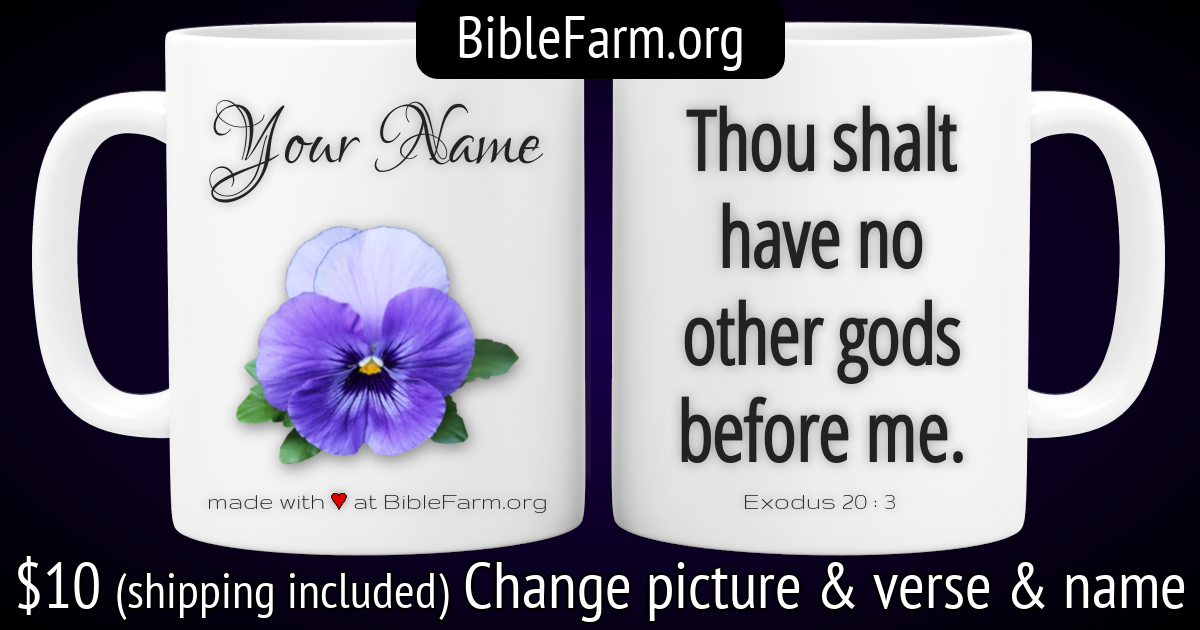 BibleFarm.org
Your Name
made with ♥ at BibleFarm.org
Thou shalt
have no
other gods
before me.
Exodus 20 : 3
$10 (shipping included) Change picture & verse & name